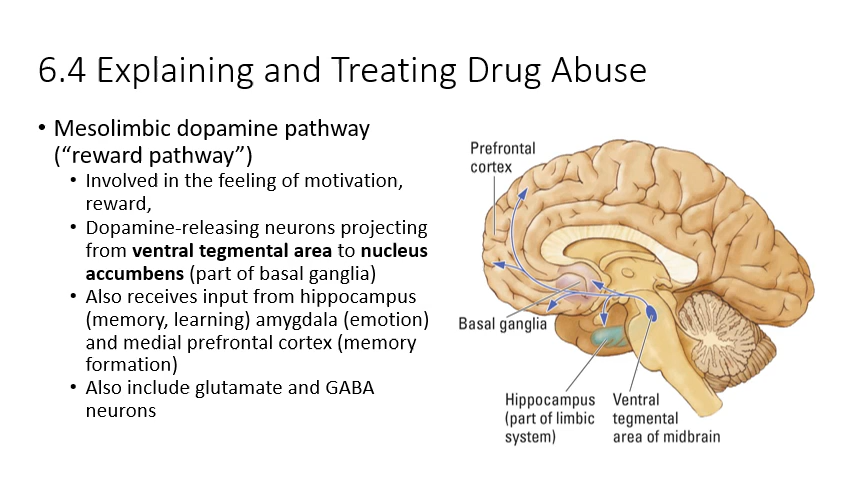 6.4 Explaining and Treating Drug Abuse
• Mesolimbic dopamine pathway
(“reward pathway”)
• Involved in the feeling of motivation,
reward,
• Dopamine-releasing neurons projecting
from ventral tegmental area to nucleus
accumbens (part of basal ganglia)
• Also receives input from hippocampus
(memory, learning) amygdala (emotion)
and medial prefrontal cortex (memory
formation)
• Also include glutamate and GABA
neurons
Prefrontal
cortex
Basal ganglia
Hippocampus
(part of limbic
system)
Ventral
tegmental
area of midbrain